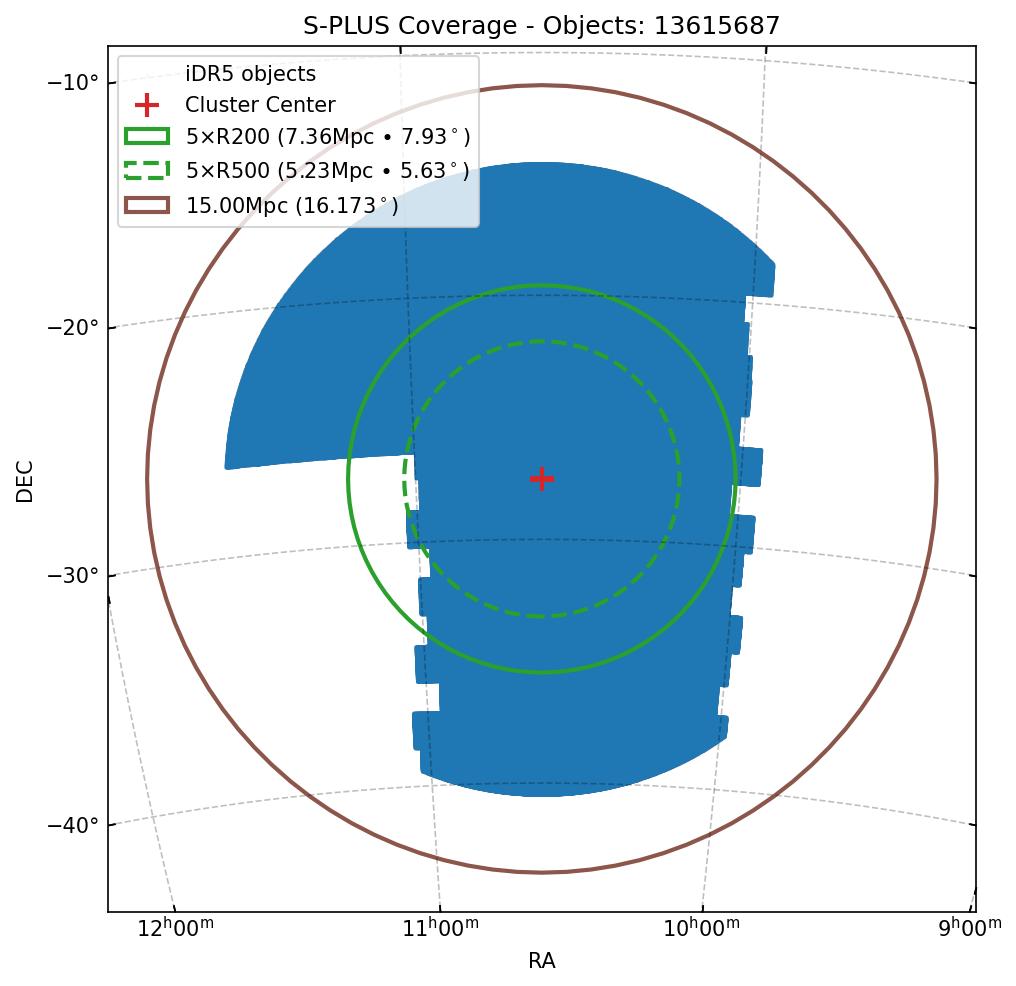 S-PLUS Coverage - Objects: 13615687
iDR5 objects
Cluster Center
5×R200 (7.36Mpc • 7.93°)
5×R500 (5.23Mpc • 5.63°)
15.00Mpc (16.173°)
−10°
−20°
−30°
−40°
DEC
12ʰ00ᵐ
11ʰ00ᵐ
10ʰ00ᵐ
9ʰ00ᵐ
RA